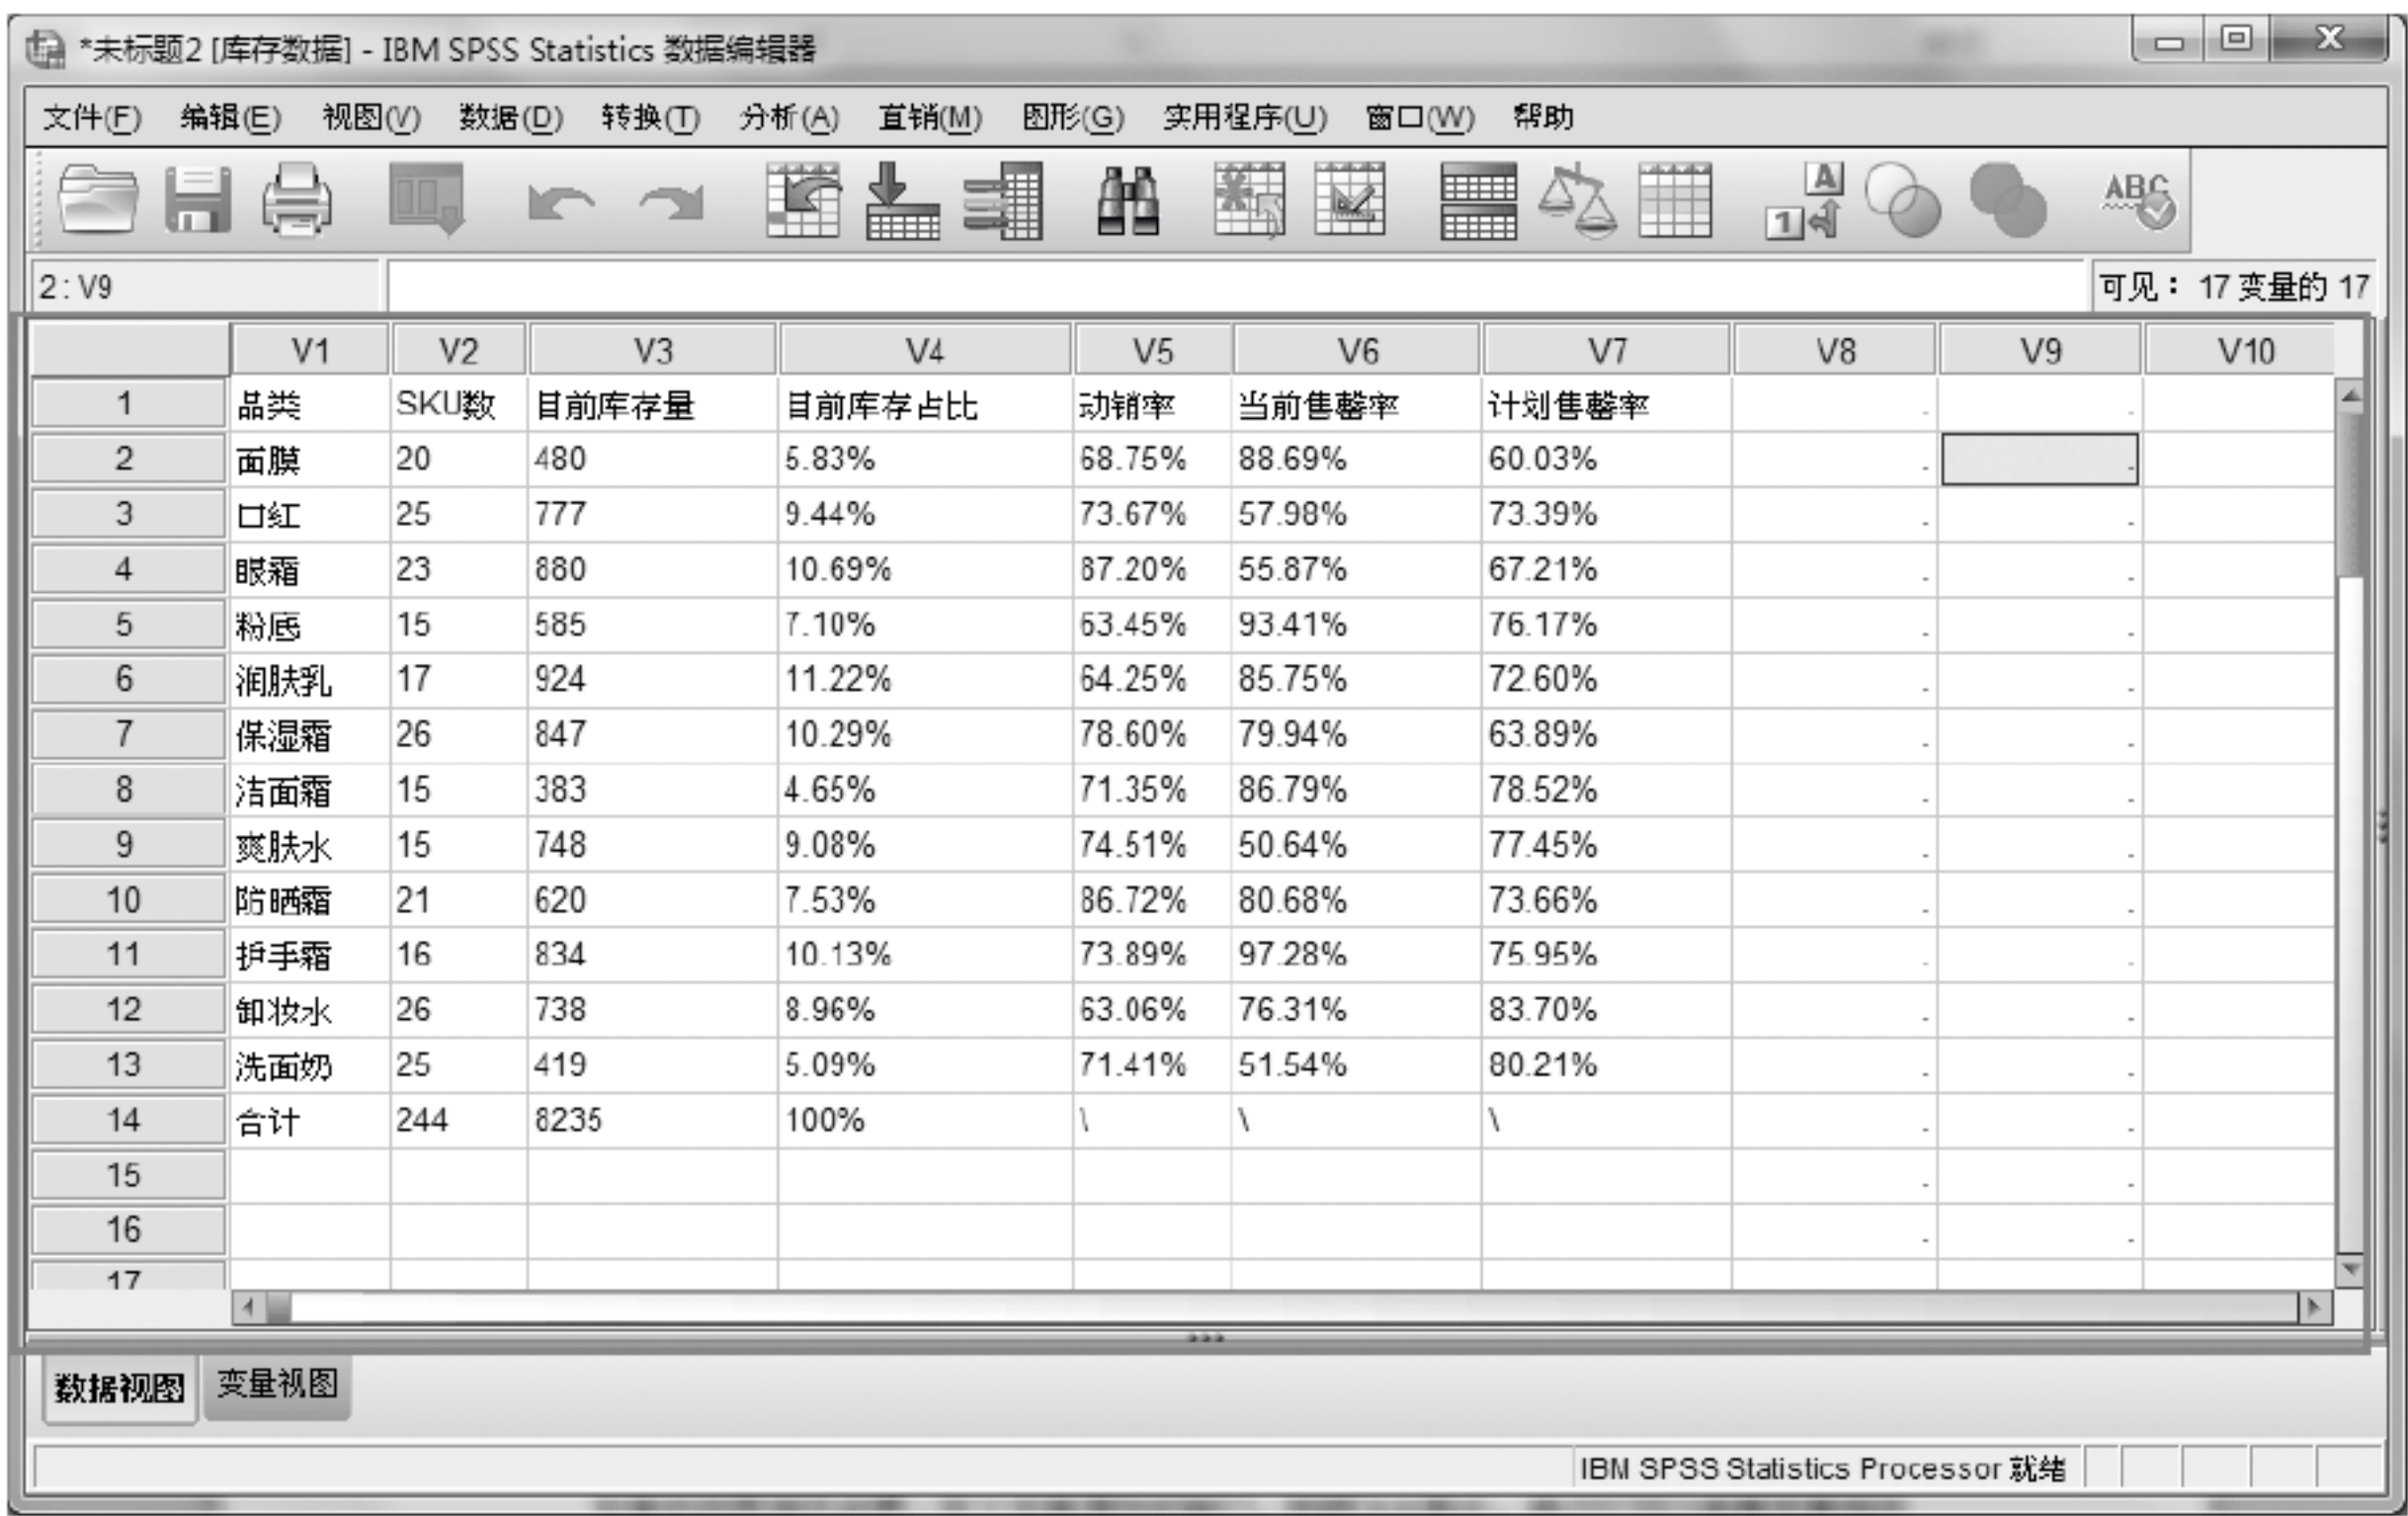 *未标题2 [库存数据] - IBM SPSS Statistics 数据编辑器
文件(F) 编辑(E) 视图(V) 数据(D) 转换(T) 分析(A) 直销(M) 图形(G) 实用程序(U) 窗口(W) 帮助
A
1
ABC
2 : V9 可见： 17 变量的 17
V1 V2 V3 V4 V5 V6 V7 V8 V9 V10
1 品类 SKU数 目前库存量 目前库存占比 动销率 当前售罄率 计划售罄率 . .
2 面膜 20 480 5.83% 68.75% 88.69% 60.03% . .
3 口红 25 777 9.44% 73.67% 57.98% 73.39% . .
4 眼霜 23 880 10.69% 87.20% 55.87% 67.21% . .
5 粉底 15 585 7.10% 63.45% 93.41% 76.17% . .
6 润肤乳 17 924 11.22% 64.25% 85.75% 72.60% . .
7 保湿霜 26 847 10.29% 78.60% 79.94% 63.89% . .
8 洁面霜 15 383 4.65% 71.35% 86.79% 78.52% . .
9 爽肤水 15 748 9.08% 74.51% 50.64% 77.45% . .
10 防晒霜 21 620 7.53% 86.72% 80.68% 73.66% . .
11 护手霜 16 834 10.13% 73.89% 97.28% 75.95% . .
12 卸妆水 26 738 8.96% 63.06% 76.31% 83.70% . .
13 洗面奶 25 419 5.09% 71.41% 51.54% 80.21% . .
14 合计 244 8235 100% \ \ \ . .
15 . .
16 . .
17
数据视图 变量视图
IBM SPSS Statistics Processor 就绪